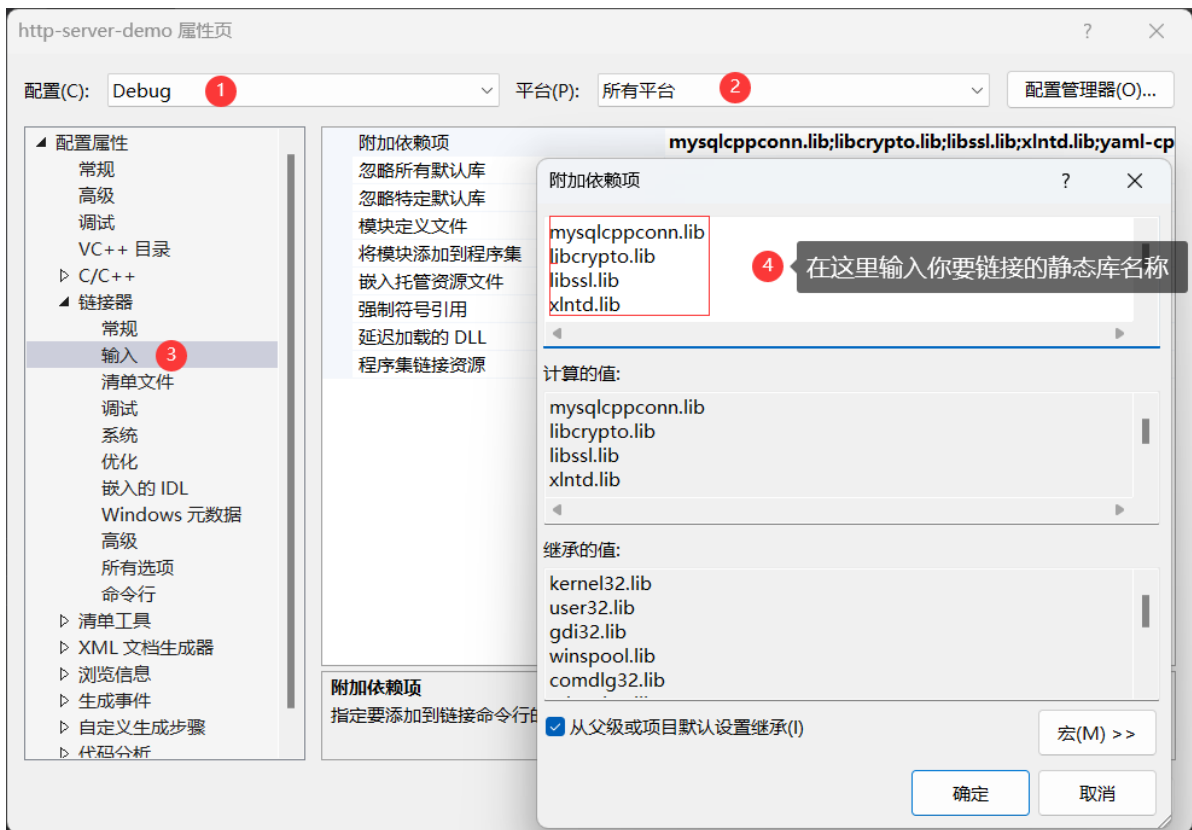 http-server-demo 属性页
配置(C): Debug 1 平台(P): 所有平台 2 配置管理器(O)...
配置属性
常规
高级
调试
VC++ 目录
C/C++
链接器
常规
输入 3
清单文件
调试
系统
优化
嵌入的 IDL
Windows 元数据
高级
所有选项
命令行
清单工具
XML 文档生成器
浏览信息
生成事件
自定义生成步骤
代码分析
附加依赖项 mysqlcppconn.lib;libcrypto.lib;libssl.lib;xlntd.lib;yaml-cp
忽略所有默认库
忽略特定默认库
模块定义文件
将模块添加到程序集
嵌入托管资源文件
强制符号引用
延迟加载的 DLL
程序集链接资源
附加依赖项
指定要添加到链接命令行
附加依赖项
mysqlcppconn.lib
libcrypto.lib
libssl.lib
xlntd.lib
4 在这里输入你要链接的静态库名称
计算的值:
mysqlcppconn.lib
libcrypto.lib
libssl.lib
xlntd.lib
继承的值:
kernel32.lib
user32.lib
gdi32.lib
winspool.lib
comdlg32.lib
从父级或项目默认设置继承(I)
宏(M) >>
确定 取消